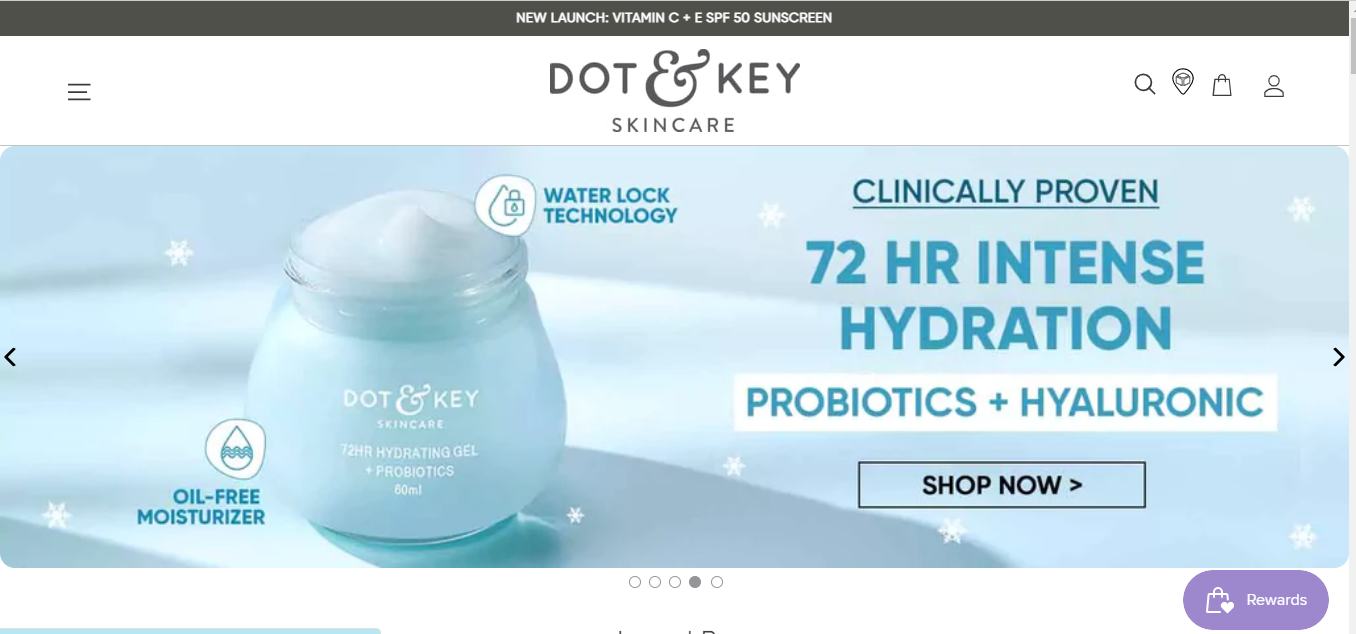 NEW LAUNCH: VITAMIN C + E SPF 50 SUNSCREEN
DOT & KEY
SKINCARE
WATER LOCK
TECHNOLOGY
CLINICALLY PROVEN
72 HR INTENSE
HYDRATION
PROBIOTICS + HYALURONIC
SHOP NOW >
DOT & KEY
SKINCARE
72HR HYDRATING GEL
+ PROBIOTICS
60ml
OIL-FREE
MOISTURIZER
Rewards